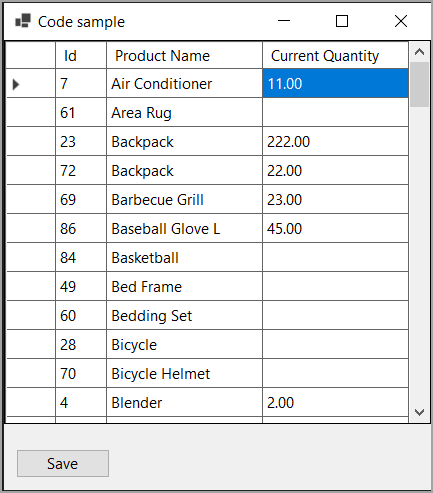 Code sample
Id Product Name Current Quantity
7 Air Conditioner 11.00
61 Area Rug
23 Backpack 222.00
72 Backpack 22.00
69 Barbecue Grill 23.00
86 Baseball Glove L 45.00
84 Basketball
49 Bed Frame
60 Bedding Set
28 Bicycle
70 Bicycle Helmet
4 Blender 2.00
Save